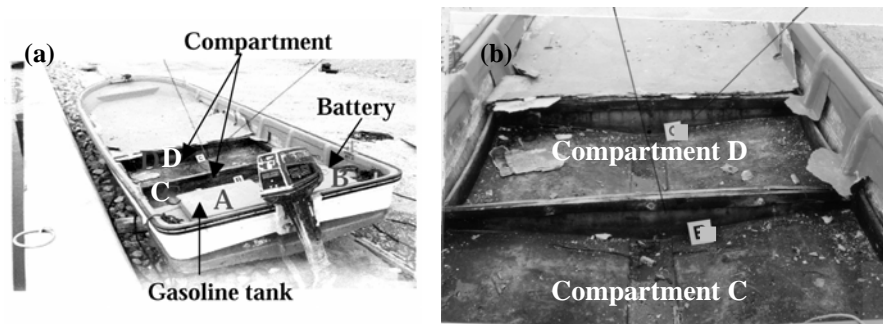 (a)
Compartment
Battery
D
C
B
A
Gasoline tank
(b)
C
Compartment D
E
Compartment C